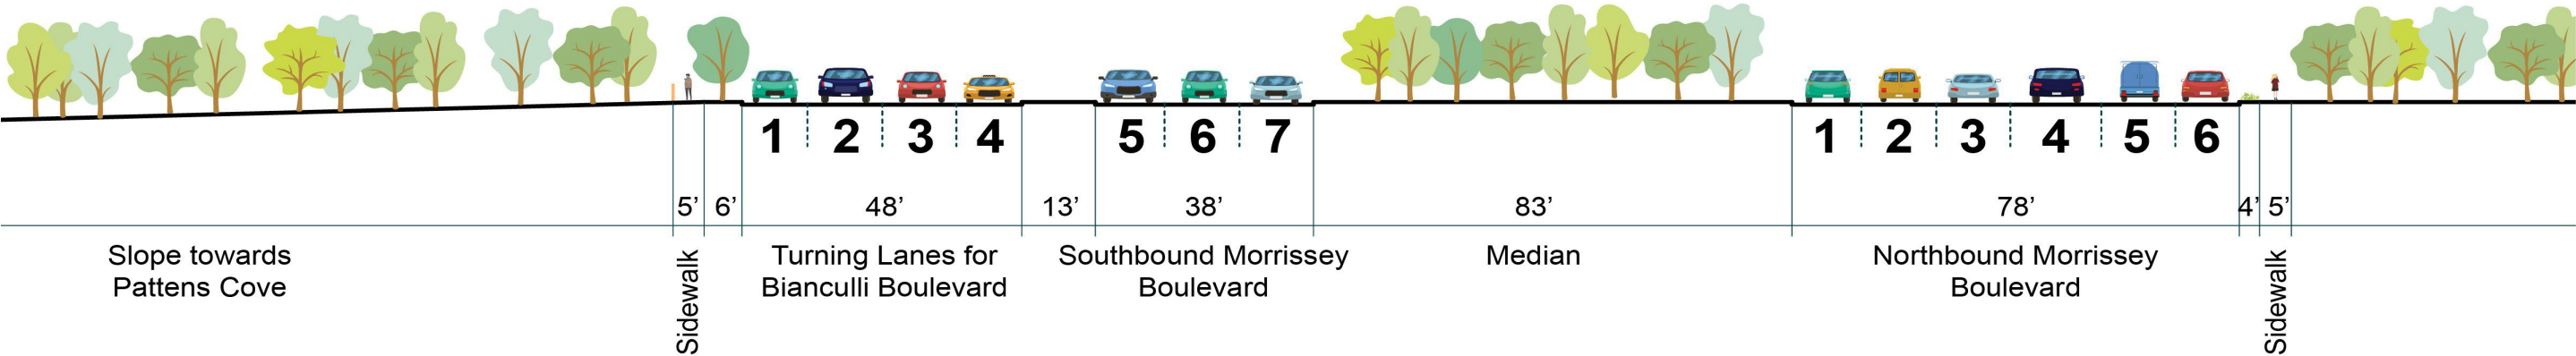 1 2 3 4 5 6 7 1 2 3 4 5 6
5’ 6’ 48’ 13’ 38’ 83’ 78’ 4’ 5’
Slope towards
Pattens Cove
Sidewalk
Turning Lanes for
Bianculli Boulevard
Southbound Morrissey
Boulevard
Median
Northbound Morrissey
Boulevard
Sidewalk